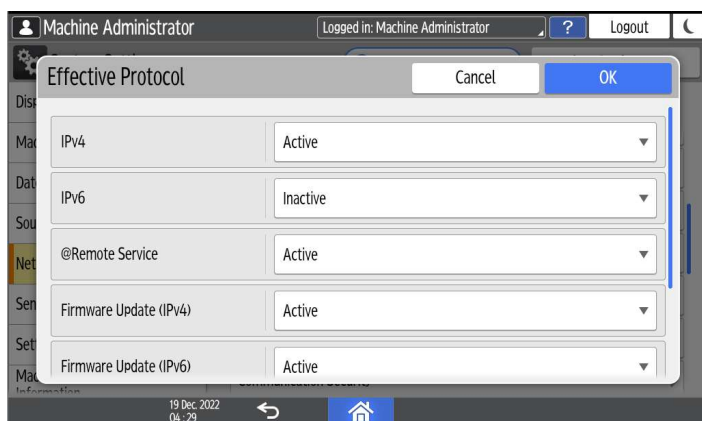 Machine Administrator
Logged in: Machine Administrator
?
Logout
Effective Protocol
Cancel
OK
IPv4
Active
IPv6
Inactive
@Remote Service
Active
Firmware Update (IPv4)
Active
Firmware Update (IPv6)
Active
19 Dec. 2022
04 : 29